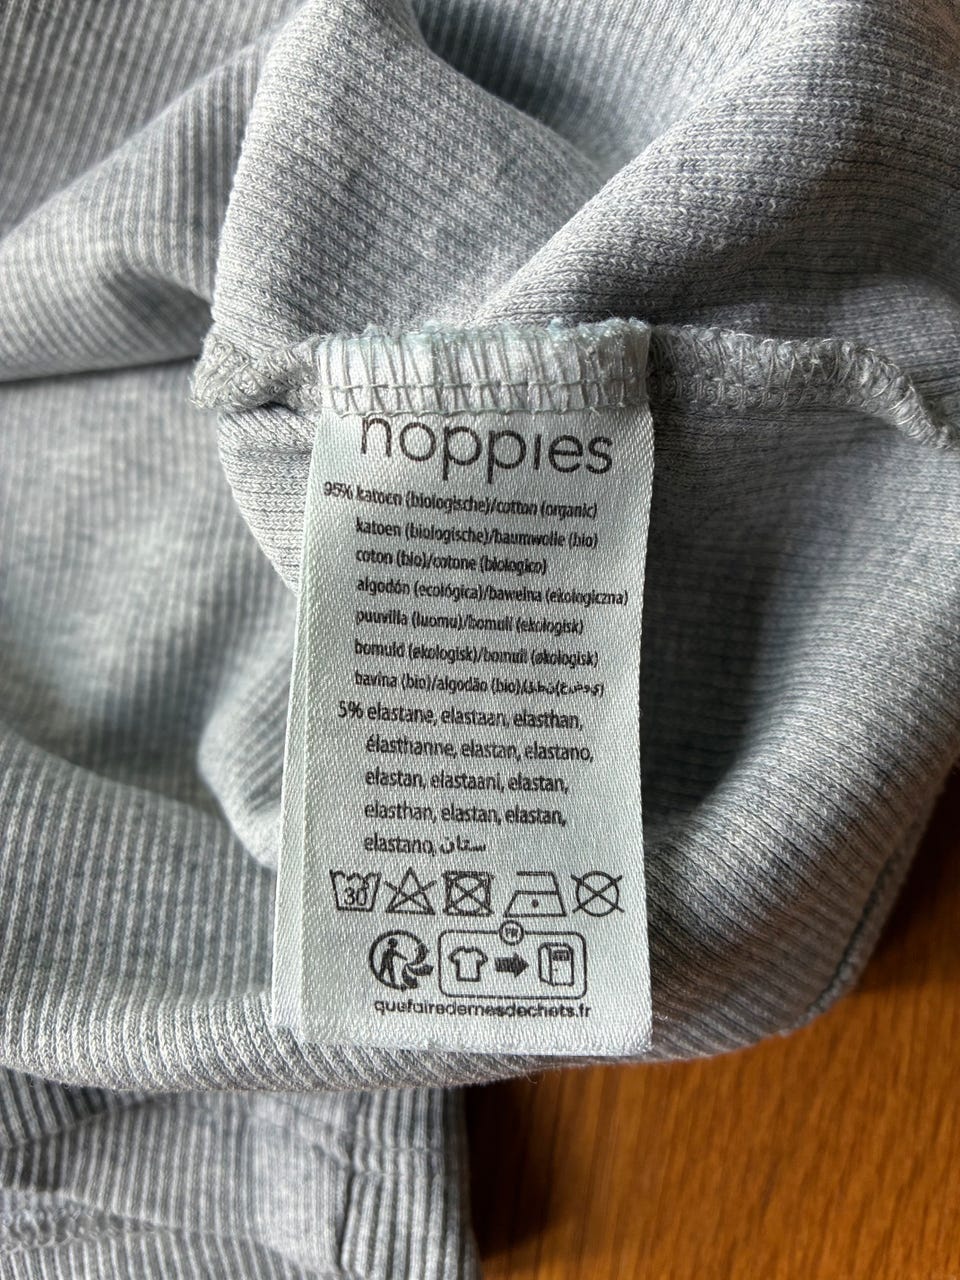 noppies
95% katoen (biologische)/cotton (organic)
katoen (biologische)/baumwolle (bio)
coton (bio)/cotone (biologico)
algodón (ecológica)/bawełna (ekologiczna)
puuvilla (luomu)/bomull (ekologisk)
bomuld (økologisk)/bomull (økologisk)
bavlna (bio)/algodão (bio)/
5% elastane, elastaan, elasthan,
élasthanne, elastan, elastano,
elastan, elastaani, elastan,
elasthan, elastan, elastan,
elastano,
30
TRI
quefairedemesdechets.fr